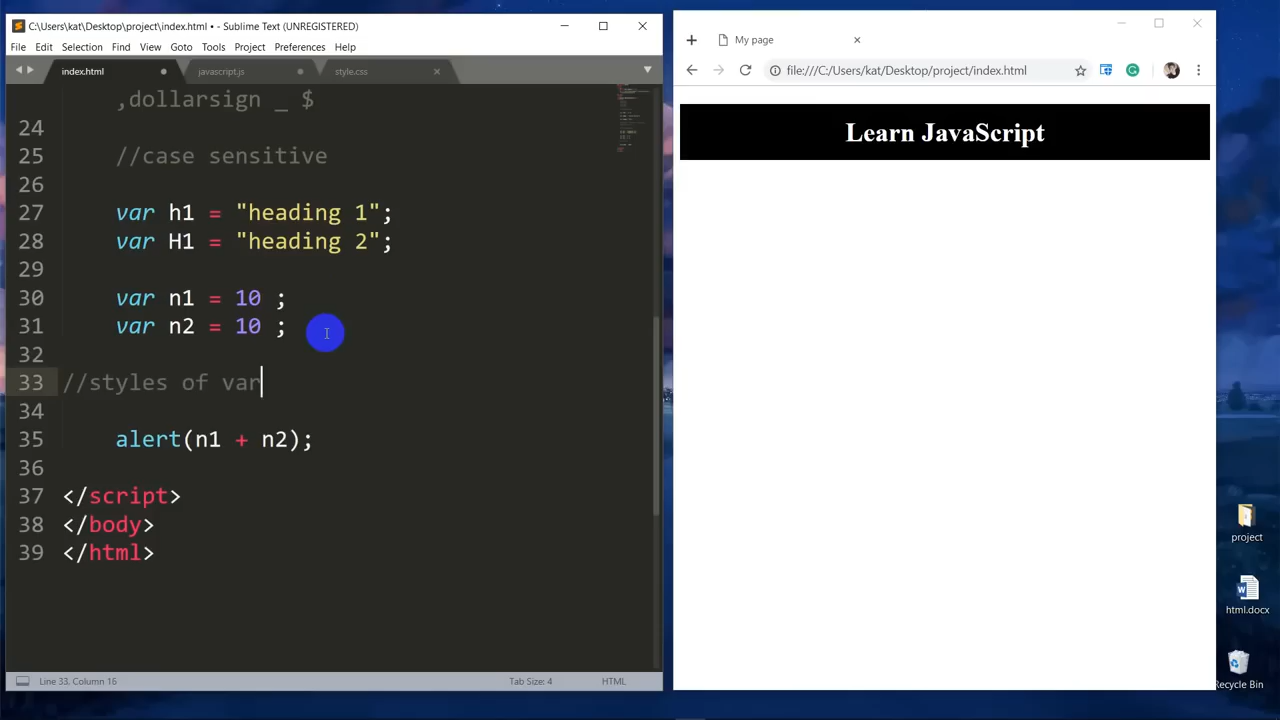 C:\Users\kat\Desktop\project\index.html • - Sublime Text (UNREGISTERED)
File Edit Selection Find View Goto Tools Project Preferences Help
index.html javascript.js style.css
,dollarsign _ $
24
25 //case sensitive
26
27 var h1 = "heading 1";
28 var H1 = "heading 2";
29
30 var n1 = 10 ;
31 var n2 = 10 ;
32
33 //styles of var
34
35 alert(n1 + n2);
36
37 </script>
38 </body>
39 </html>
Line 33, Column 16 Tab Size: 4 HTML
My page
file:///C:/Users/kat/Desktop/project/index.html
Learn JavaScript
project
html.docx
Recycle Bin